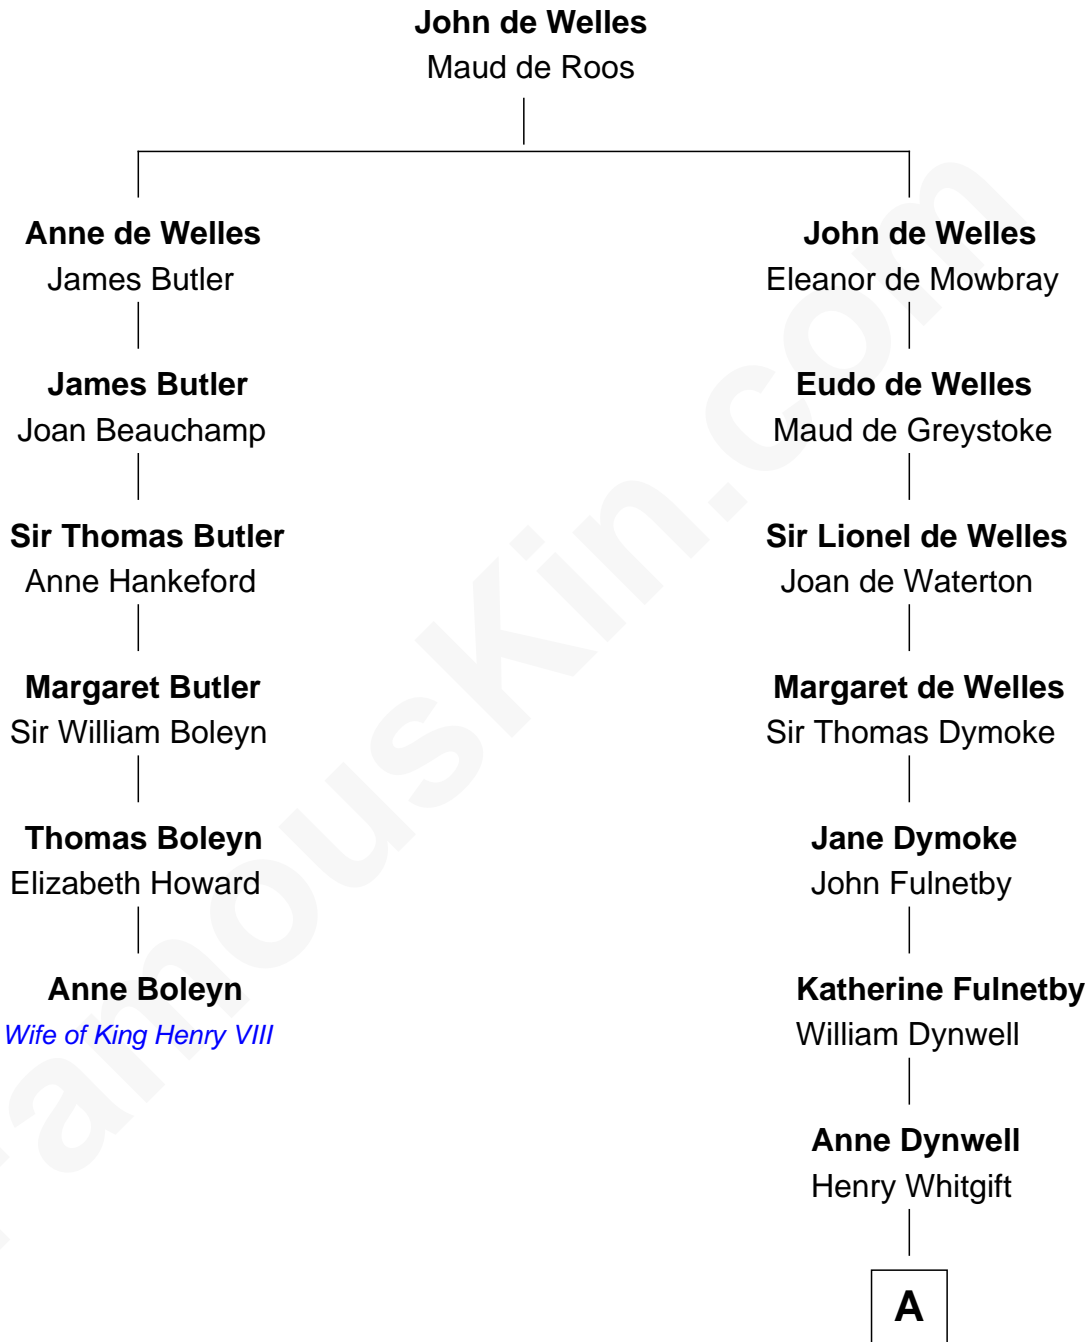 John de Welles
Maud de Roos
Anne de Welles
James Butler
John de Welles
Eleanor de Mowbray
James Butler
Joan Beauchamp
Eudo de Welles
Maud de Greystoke
Sir Thomas Butler
Anne Hankeford
Sir Lionel de Welles
Joan de Waterton
Margaret Butler
Sir William Boleyn
Margaret de Welles
Sir Thomas Dymoke
Thomas Boleyn
Elizabeth Howard
Jane Dymoke
John Fulnetby
Anne Boleyn
Wife of King Henry VIII
Katherine Fulnetby
William Dynwell
Anne Dynwell
Henry Whitgift
A
FamousKin.com